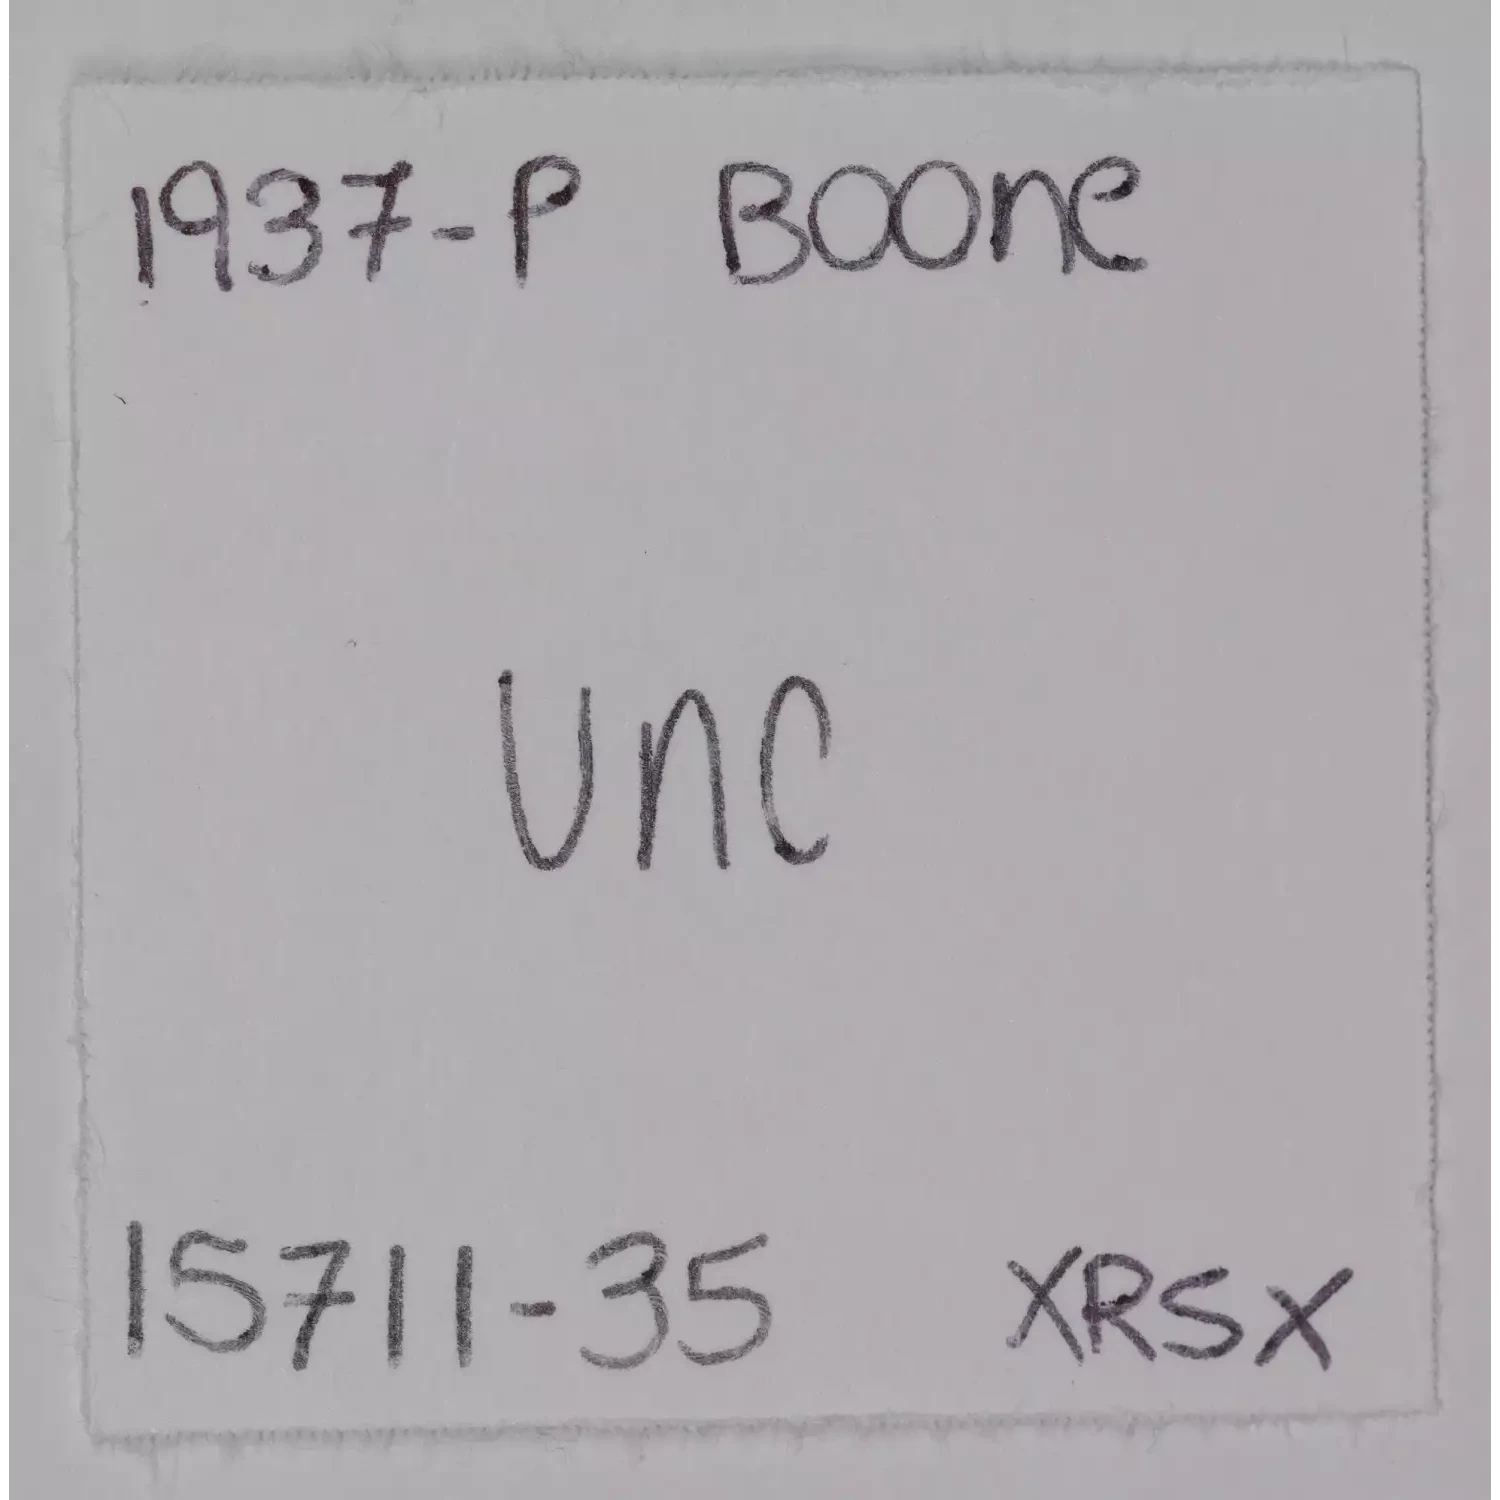 1937-P BOOne
UnC
15711-35 XRSX